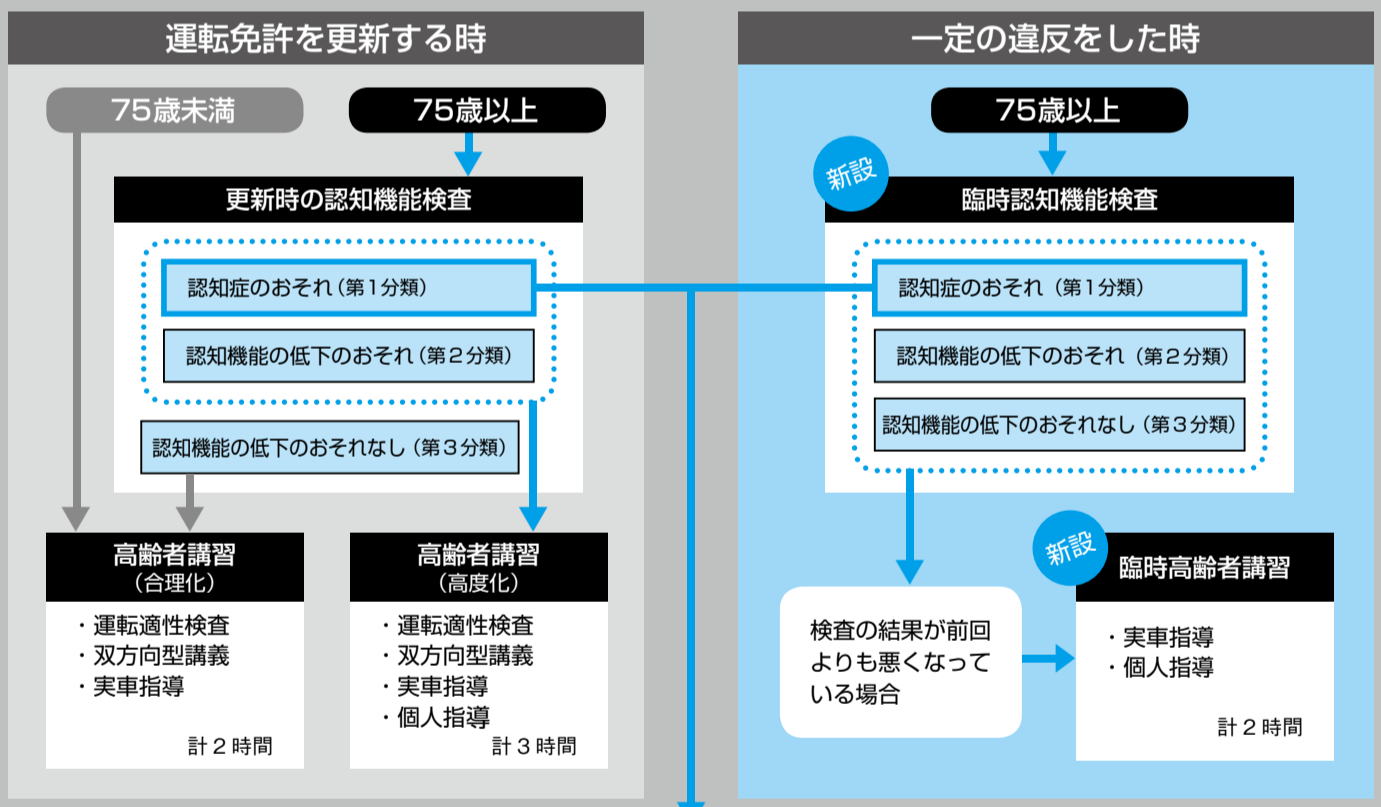 運転免許を更新する時
75歳未満
75歳以上
更新時の認知機能検査
認知症のおそれ（第1分類）
認知機能の低下のおそれ（第2分類）
認知機能の低下のおそれなし（第3分類）
高齢者講習
（合理化）
・運転適性検査
・双方向型講義
・実車指導
計2時間
高齢者講習
（高度化）
・運転適性検査
・双方向型講義
・実車指導
・個人指導
計3時間
一定の違反をした時
75歳以上
新設
臨時認知機能検査
認知症のおそれ（第1分類）
認知機能の低下のおそれ（第2分類）
認知機能の低下のおそれなし（第3分類）
検査の結果が前回
よりも悪くなって
いる場合
新設
臨時高齢者講習
・実車指導
・個人指導
計2時間